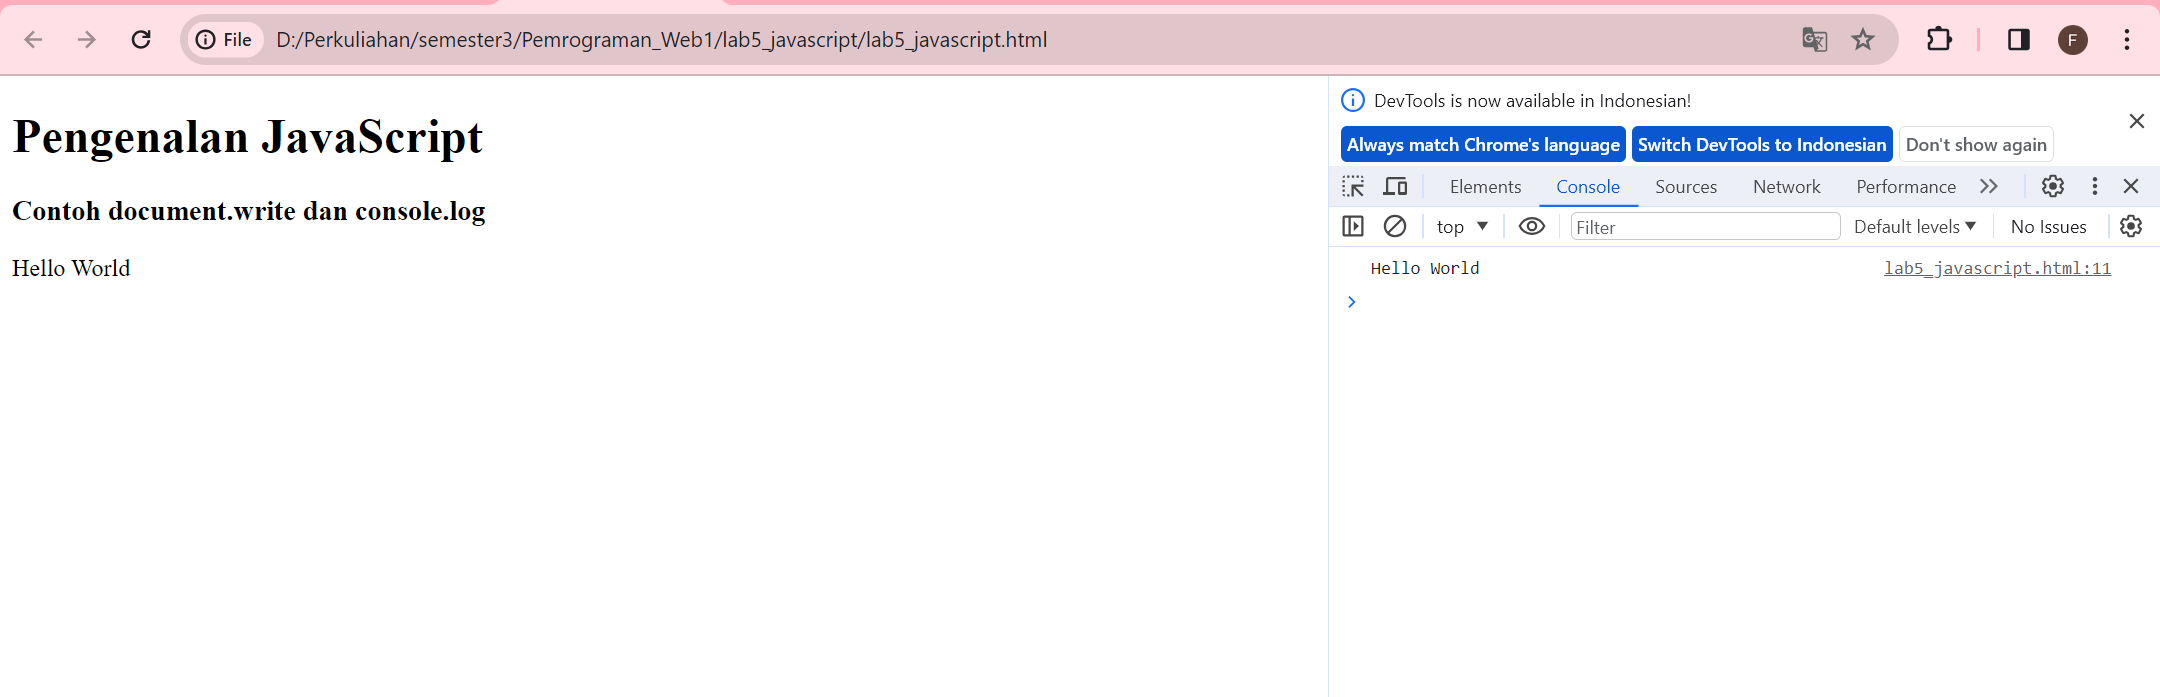 File D:/Perkuliahan/semester3/Pemrograman_Web1/lab5_javascript/lab5_javascript.html F
Pengenalan JavaScript
Contoh document.write dan console.log
Hello World
DevTools is now available in Indonesian!
Always match Chrome's language Switch DevTools to Indonesian Don't show again
Elements Console Sources Network Performance
top Filter Default levels No Issues
Hello World lab5_javascript.html:11